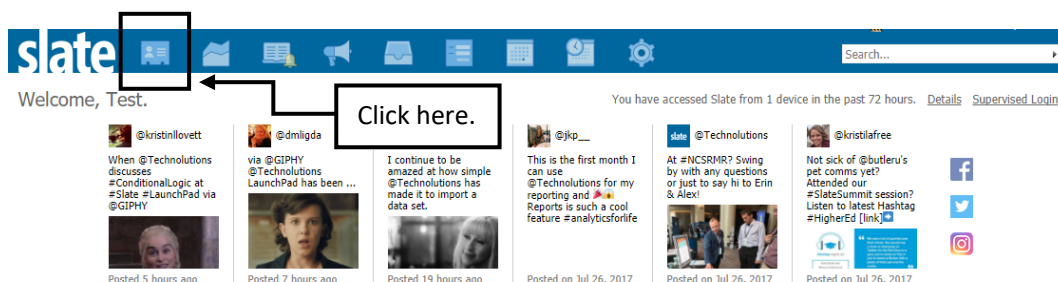 slate
Search...
Welcome, Test.
You have accessed Slate from 1 device in the past 72 hours. Details Supervised Login
Click here.
@kristinllovett
When @Technolutions
discusses
#ConditionalLogic at
#Slate #LaunchPad via
@GIPHY
Posted 5 hours ago
@dmligda
via @GIPHY
@Technolutions
LaunchPad has been ...
Posted 7 hours ago
I continue to be
amazed at how simple
@Technolutions has
made it to import a
data set.
Posted 19 hours ago
@jkp__
This is the first month I
can use
@Technolutions for my
reporting and 🎉😱
Reports is such a cool
feature #analyticsforlife
Posted on Jul 26, 2017
slate
@Technolutions
At #NCSRMR? Swing
by with any questions
or just to say hi to Erin
& Alex!
Posted on Jul 26, 2017
@kristilafree
Not sick of @butleru's
pet comms yet?
Attended our
#SlateSummit session?
Listen to latest Hashtag
#HigherEd [link]➡
Posted on Jul 26, 2017